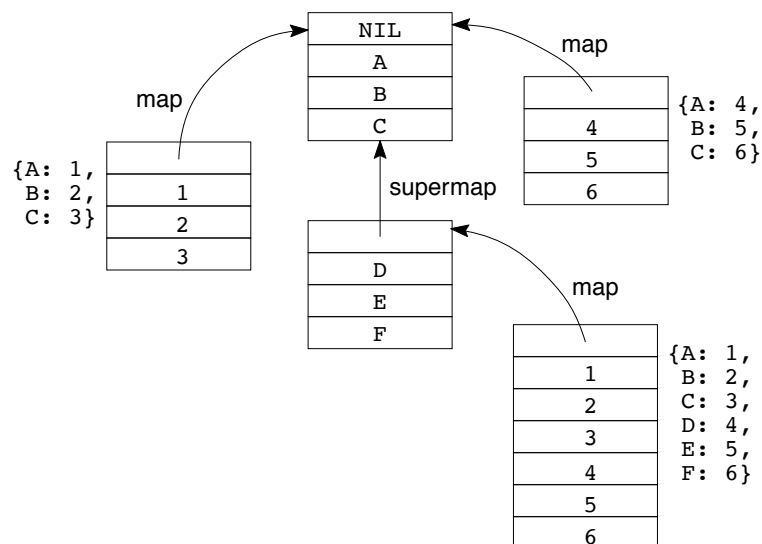 NIL
A
B
C
map
map
{A: 1,
B: 2,
C: 3}
1
2
3
4
5
6
{A: 4,
B: 5,
C: 6}
supermap
D
E
F
map
1
2
3
4
5
6
{A: 1,
B: 2,
C: 3,
D: 4,
E: 5,
F: 6}